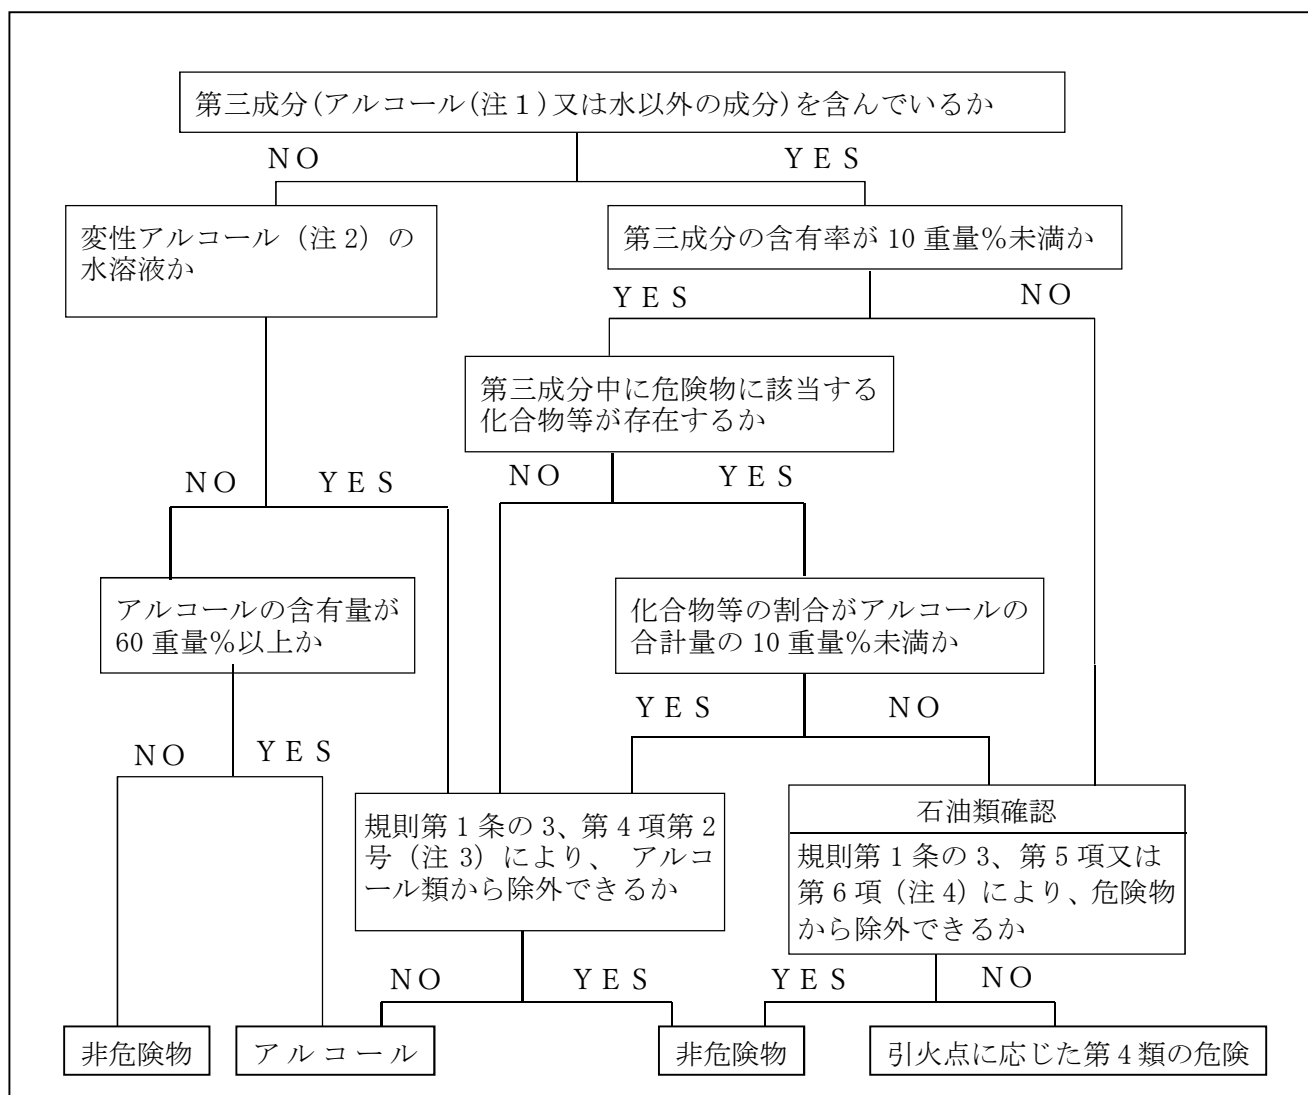 第三成分(アルコール(注１)又は水以外の成分)を含んでいるか
NO
YES
変性アルコール（注2）の
水溶液か
第三成分の含有率が10重量％未満か
YES
NO
第三成分中に危険物に該当する
化合物等が存在するか
NO
YES
NO
YES
アルコールの含有量が
60重量％以上か
化合物等の割合がアルコールの
合計量の10重量％未満か
YES
NO
NO
YES
規則第1条の3、第4項第2
号（注3）により、 アルコ
ール類から除外できるか
石油類確認
規則第1条の3、第5項又は
第6項（注4）により、危険物
から除外できるか
NO
YES
YES
NO
非危険物
アルコール
非危険物
引火点に応じた第4類の危険